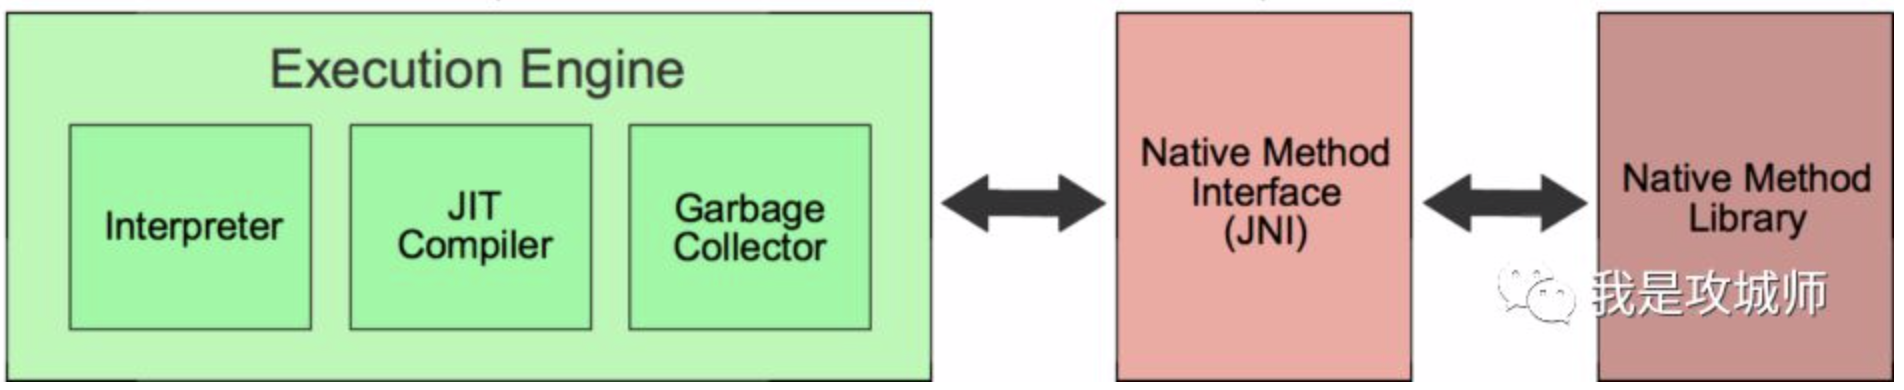 Execution Engine
Interpreter
JIT
Compiler
Garbage
Collector
Native Method
Interface
(JNI)
Native Method
Library
我是攻城师